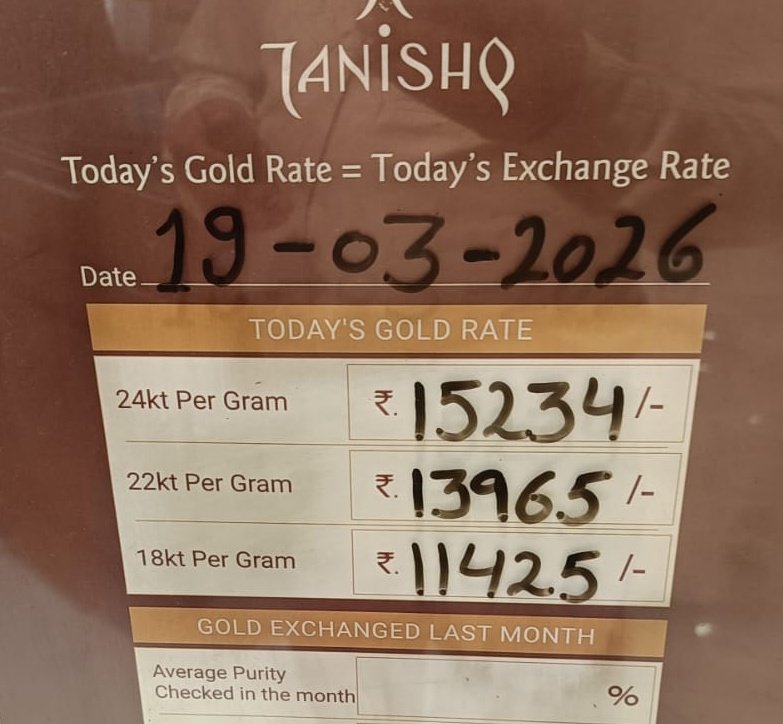 TANISHQ
Today's Gold Rate = Today's Exchange Rate
Date 19-03-2026
TODAY'S GOLD RATE
24kt Per Gram ₹. 15234/-
22kt Per Gram ₹. 13965/-
18kt Per Gram ₹. 11425/-
GOLD EXCHANGED LAST MONTH
Average Purity
Checked in the month %